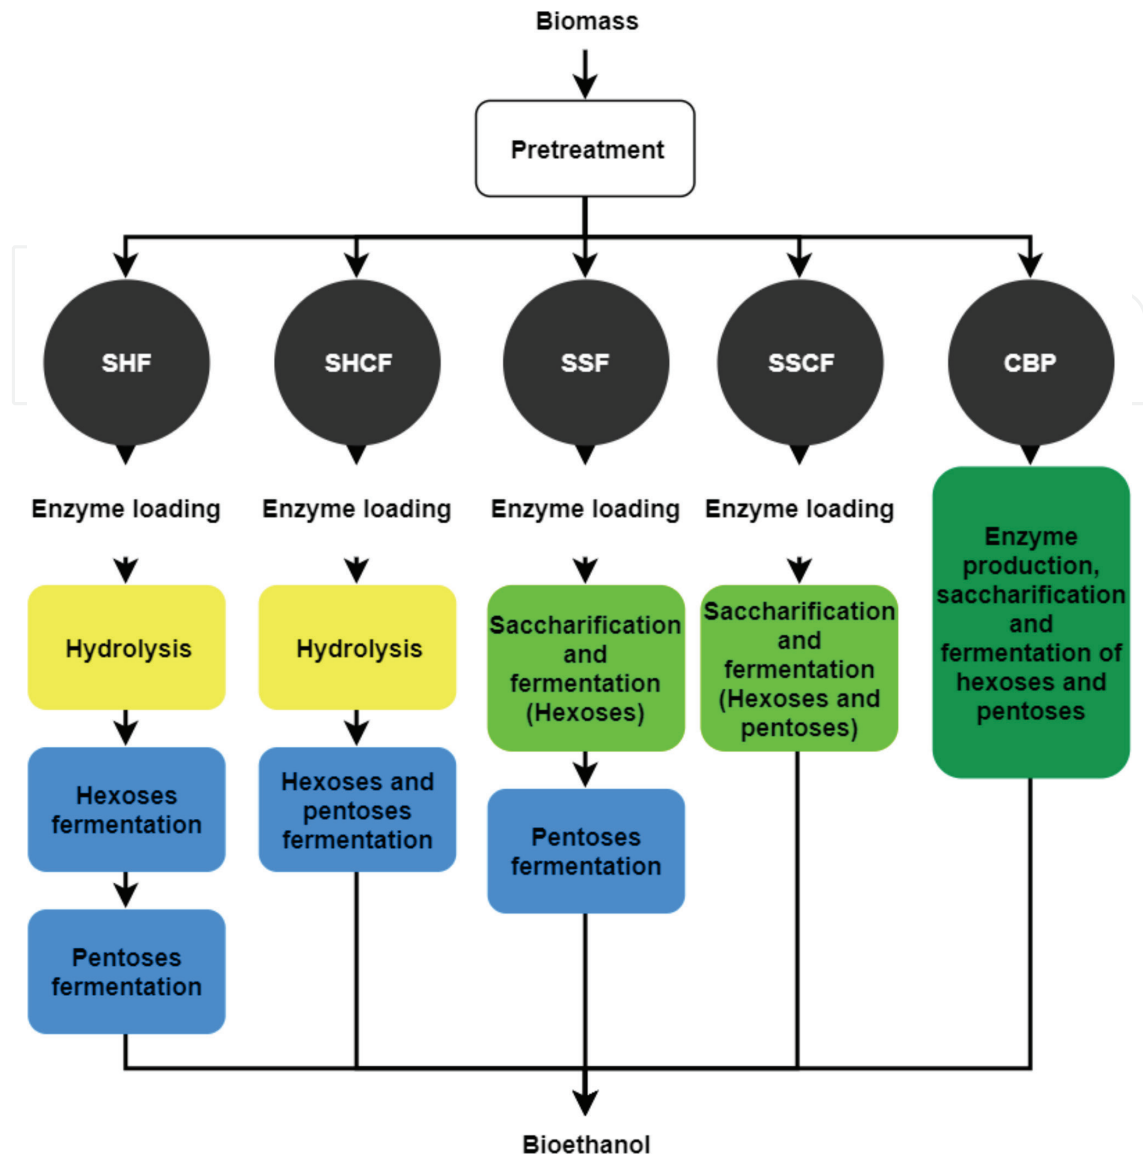 Biomass
Pretreatment
SHF
SHCF
SSF
SSCF
CBP
Enzyme loading
Enzyme loading
Enzyme loading
Enzyme loading
Hydrolysis
Hexoses
fermentation
Pentoses
fermentation
Hydrolysis
Hexoses and
pentoses
fermentation
Saccharification
and
fermentation
(Hexoses)
Pentoses
fermentation
Saccharification
and
fermentation
(Hexoses and
pentoses)
Enzyme
production,
saccharification
and
fermentation of
hexoses and
pentoses
Bioethanol